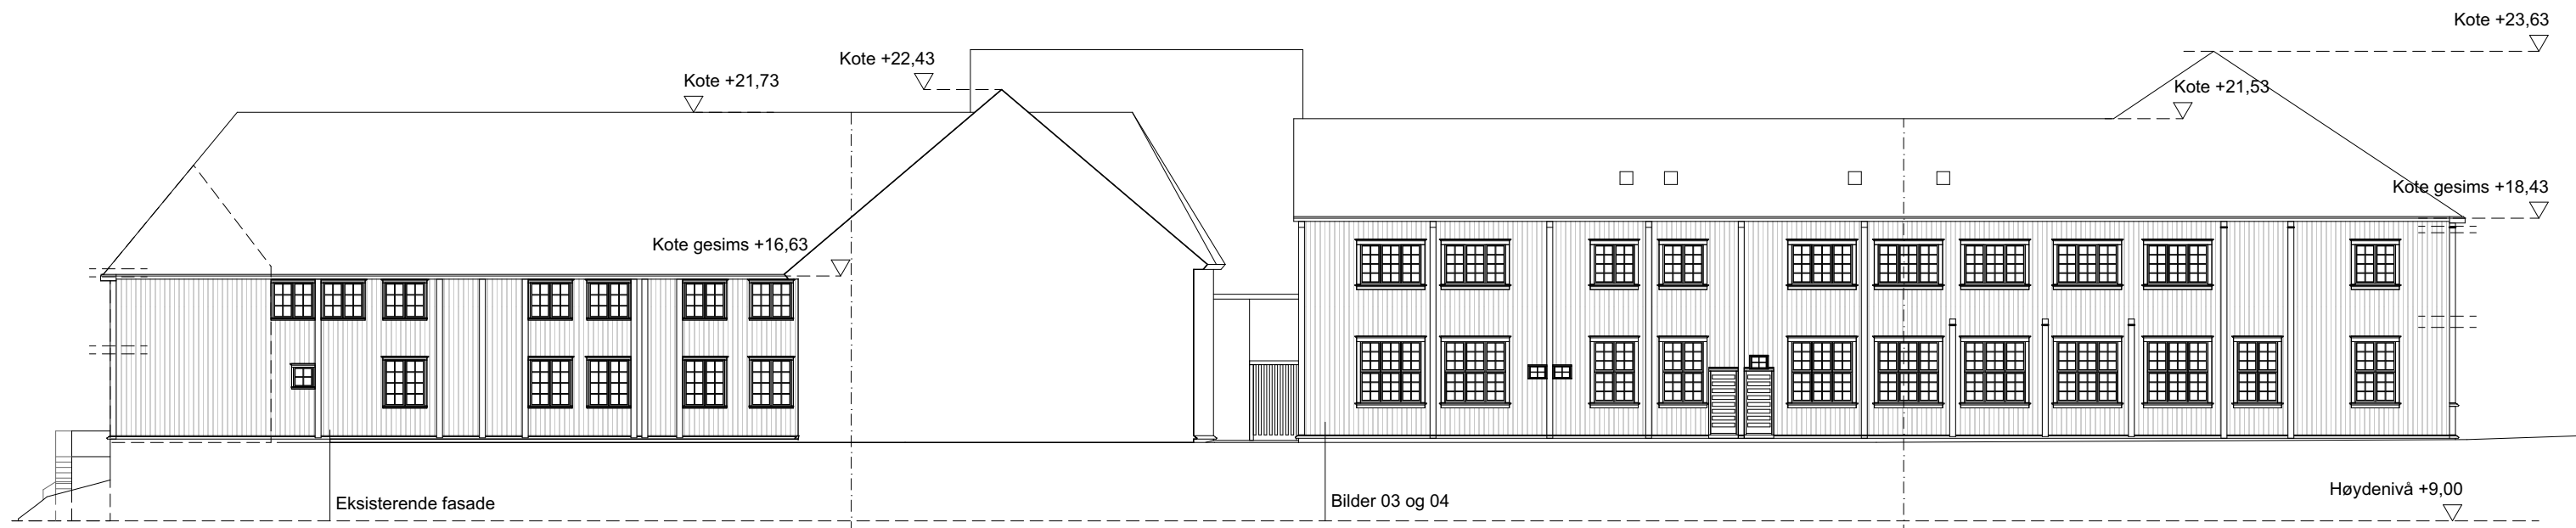 Kote +23,63
Kote +22,43
Kote +21,73
Kote +21,53
Kote gesims +18,43
Kote gesims +16,63
Høydenivå +9,00
Eksisterende fasade
Bilder 03 og 04